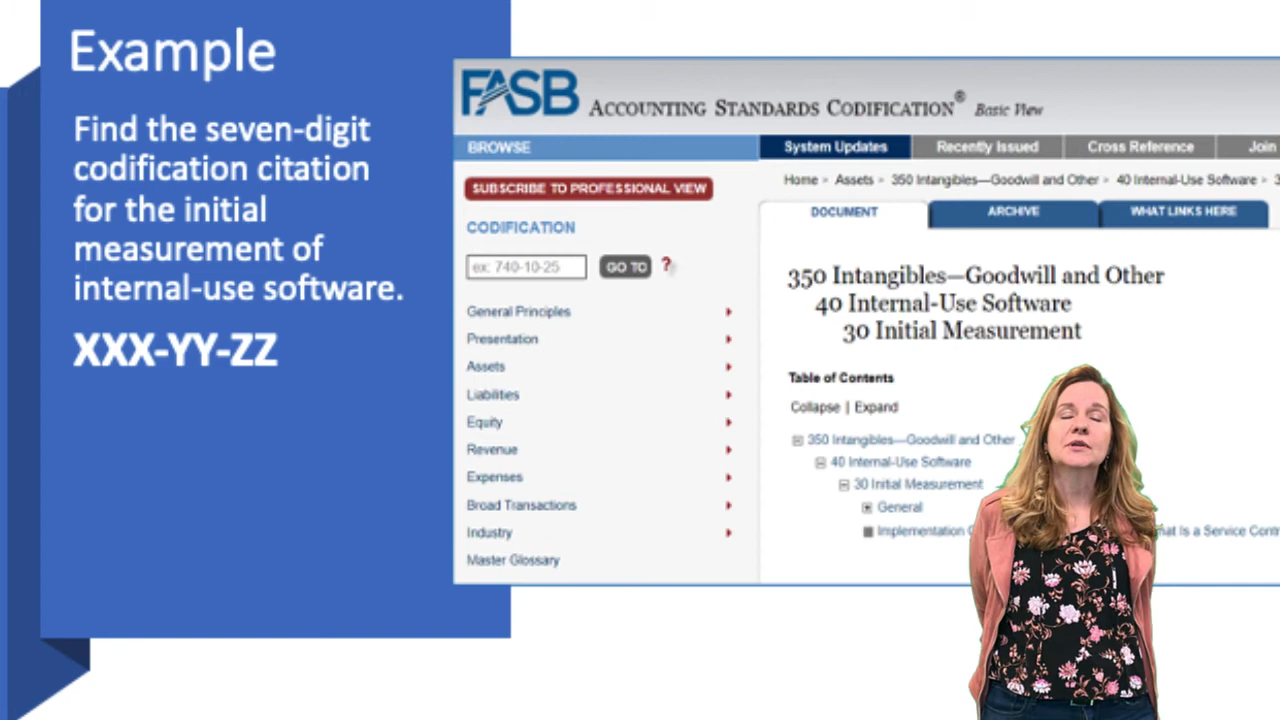 Example
Find the seven-digit
codification citation
for the initial
measurement of
internal-use software.
XXX-YY-ZZ
FASB ACCOUNTING STANDARDS CODIFICATION® Basic View
BROWSE
System Updates
Recently Issued
Cross Reference
Join
SUBSCRIBE TO PROFESSIONAL VIEW
Home » Assets » 350 Intangibles—Goodwill and Other » 40 Internal-Use Software » 3
DOCUMENT
ARCHIVE
WHAT LINKS HERE
CODIFICATION
ex: 740-10-25
GO TO
?
General Principles
Presentation
Assets
Liabilities
Equity
Revenue
Expenses
Broad Transactions
Industry
Master Glossary
350 Intangibles—Goodwill and Other
40 Internal-Use Software
30 Initial Measurement
Table of Contents
Collapse | Expand
350 Intangibles—Goodwill and Other
40 Internal-Use Software
30 Initial Measurement
General
Implementation Is a Service